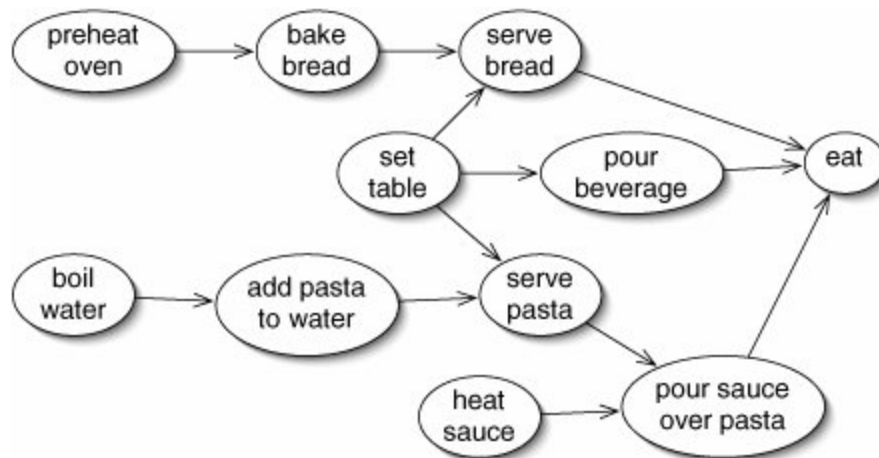 preheat
oven
bake
bread
serve
bread
set
table
pour
beverage
eat
boil
water
add pasta
to water
serve
pasta
heat
sauce
pour sauce
over pasta